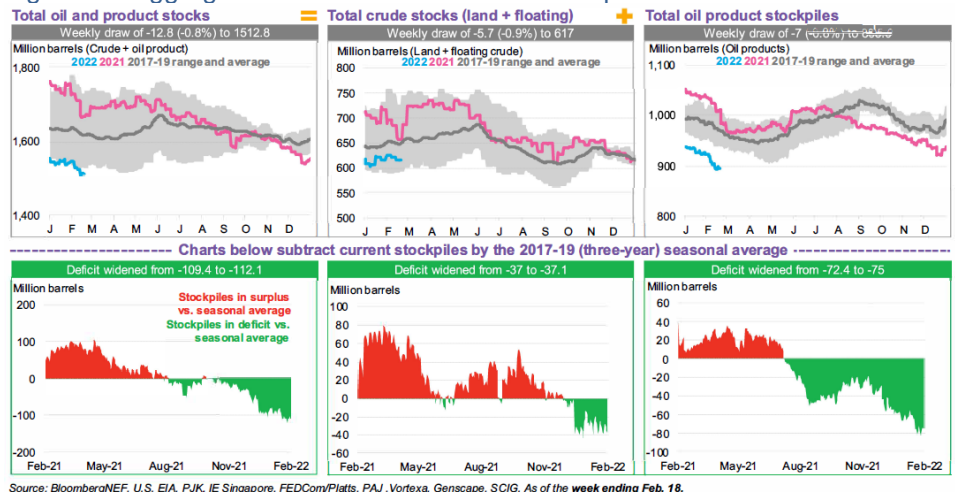 Total oil and product stocks = Total crude stocks (land + floating) + Total oil product stockpiles
Weekly draw of -12.8 (-0.8%) to 1512.8
Million barrels (Crude + oil product)
2022 2021 2017-19 range and average
1,800
1,600
1,400
J F M A M J J A S O N D
Weekly draw of -5.7 (-0.9%) to 617
Million barrels (Land + floating crude)
2022 2021 2017-19 range and average
800
750
700
650
600
550
500
J F M A M J J A S O N D
Weekly draw of -7
Million barrels (Oil products)
2022 2021 2017-19 range and average
1,100
1,000
900
800
J F M A M J J A S O N D
Charts below subtract current stockpiles by the 2017-19 (three-year) seasonal average
Deficit widened from -109.4 to -112.1
Million barrels
Stockpiles in surplus
vs. seasonal average
Stockpiles in deficit vs.
seasonal average
200
100
0
-100
-200
Feb-21 May-21 Aug-21 Nov-21 Feb-22
Deficit widened from -37 to -37.1
Million barrels
100
80
60
40
20
0
-20
-40
-60
Feb-21 May-21 Aug-21 Nov-21 Feb-22
Deficit widened from -72.4 to -75
Million barrels
60
40
20
0
-20
-40
-60
-80
-100
Feb-21 May-21 Aug-21 Nov-21 Feb-22
Source: BloombergNEF, U.S. EIA, PJK, IE Singapore, FEDCom/Platts, PAJ ,Vortexa, Genscape, SCIG. As of the week ending Feb. 18.